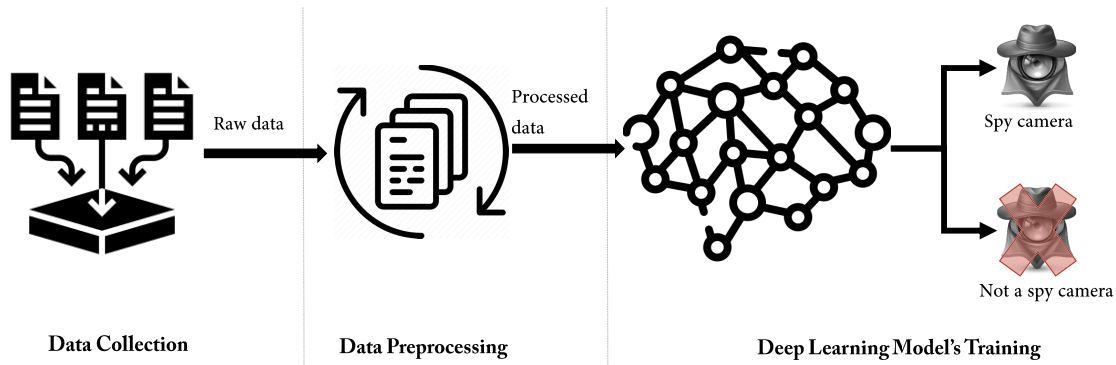 Raw data
Processed
data
Spy camera
Not a spy camera
Data Collection
Data Preprocessing
Deep Learning Model's Training